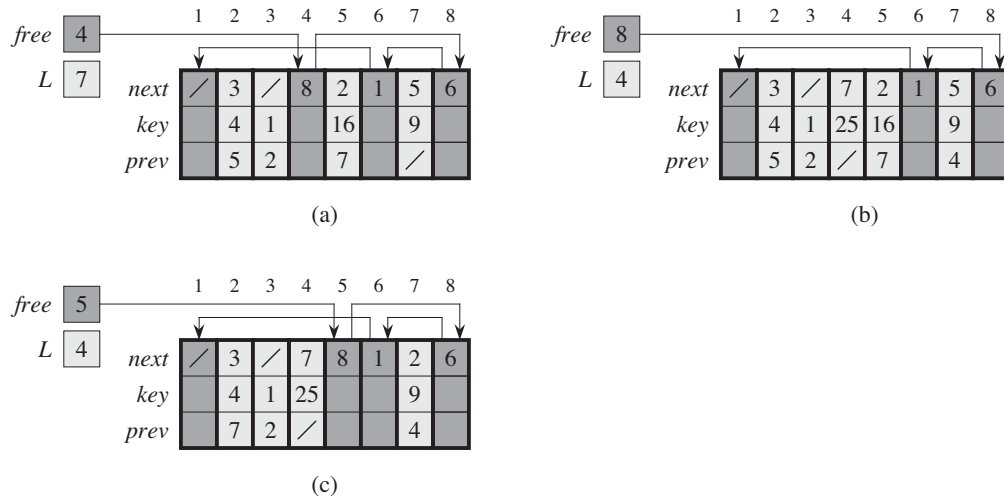 1 2 3 4 5 6 7 8
free 4
L 7
next / 3 / 8 2 1 5 6
key 4 1 16 9
prev 5 2 7 /
(a)
1 2 3 4 5 6 7 8
free 8
L 4
next / 3 / 7 2 1 5 6
key 4 1 25 16 9
prev 5 2 / 7 4
(b)
1 2 3 4 5 6 7 8
free 5
L 4
next / 3 / 7 8 1 2 6
key 4 1 25 9
prev 7 2 / 4
(c)